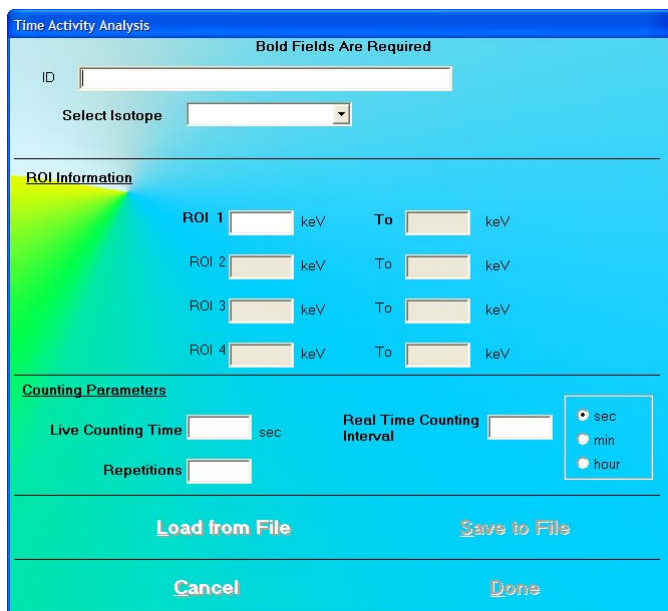 Time Activity Analysis
Bold Fields Are Required
ID
Select Isotope
ROI Information
ROI 1 keV To keV
ROI 2 keV To keV
ROI 3 keV To keV
ROI 4 keV To keV
Counting Parameters
Live Counting Time sec
Real Time Counting
Interval
sec
min
hour
Repetitions
Load from File Save to File
Cancel Done